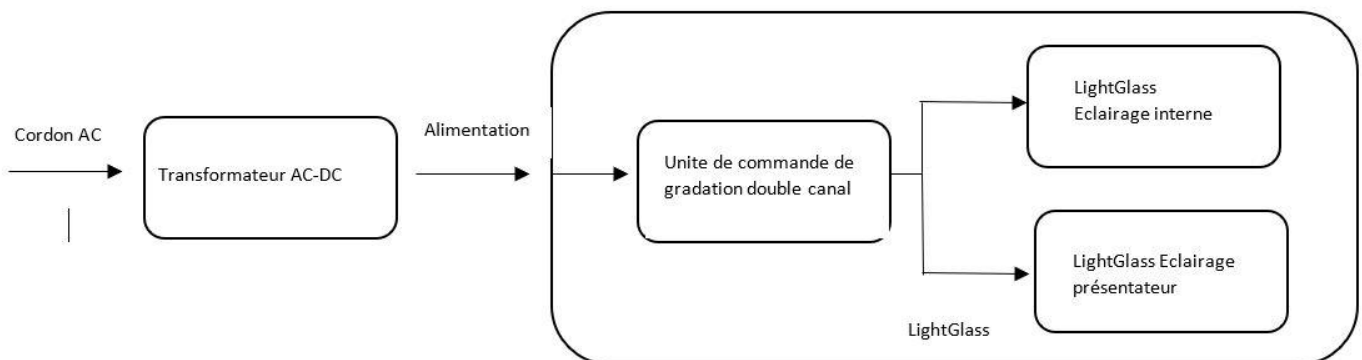 Cordon AC
Transformateur AC-DC
Alimentation
Unite de commande de
gradation double canal
LightGlass
Eclairage interne
LightGlass Eclairage
présentateur
LightGlass